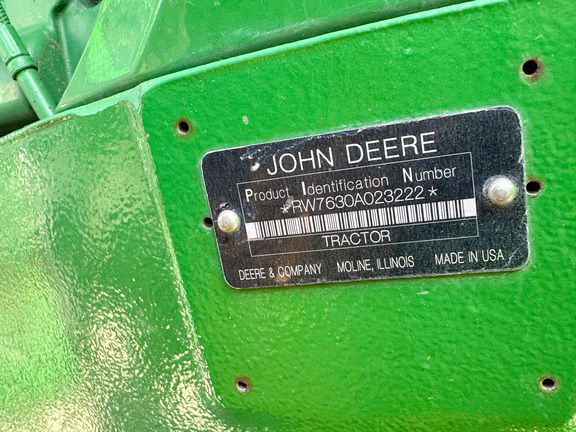 JOHN DEERE
Product Identification Number
*RW7630A023222*
TRACTOR
DEERE & COMPANY MOLINE, ILLINOIS MADE IN USA